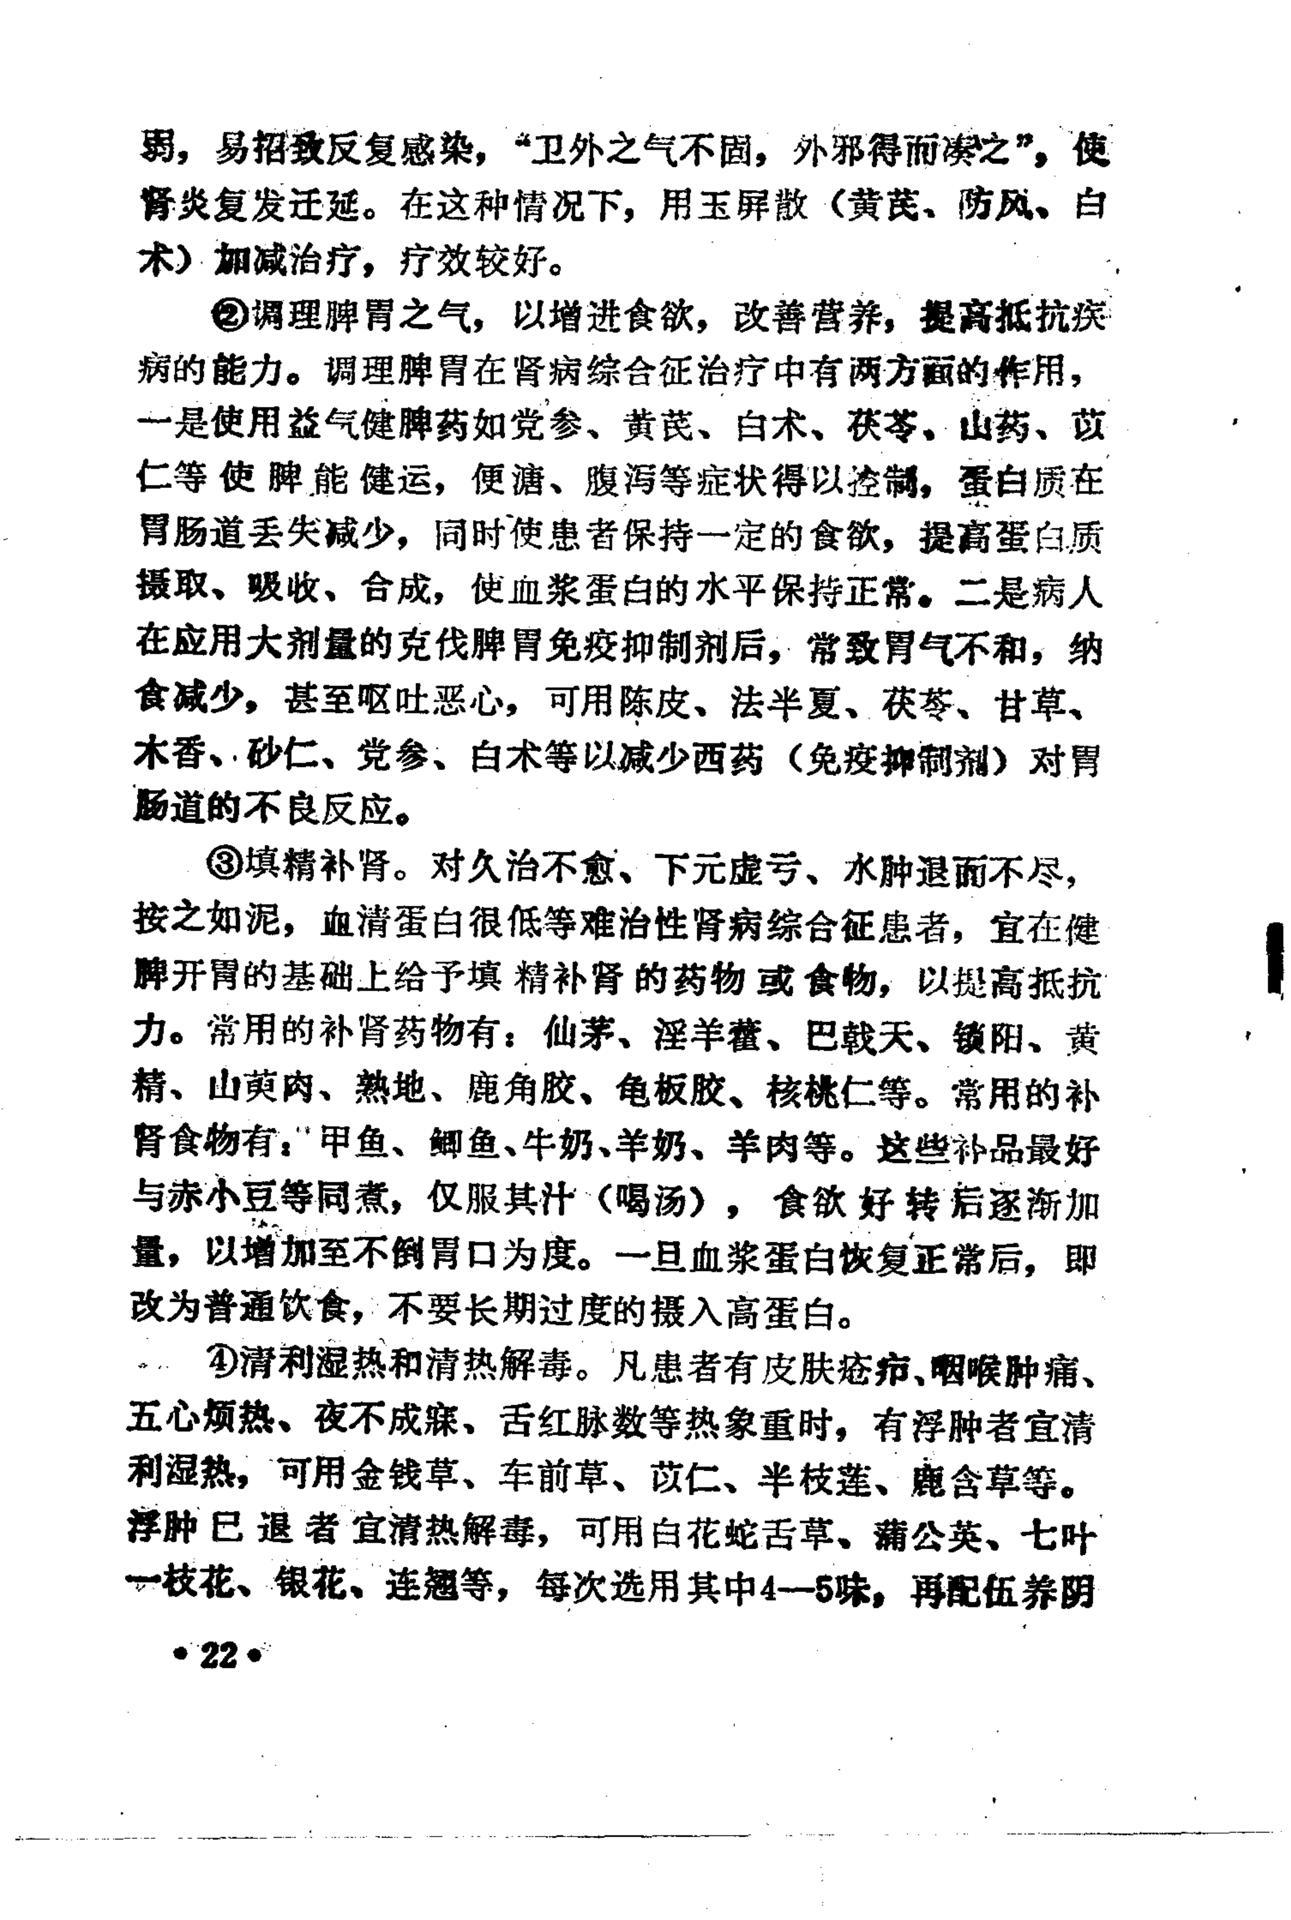 弱，易招致反复感染，“卫外之气不固，外邪得而凑之”，使
肾炎复发迁延。在这种情况下，用玉屏散（黄芪、防风、白
术）加减治疗，疗效较好。
②调理脾胃之气，以增进食欲，改善营养，提高抵抗疾
病的能力。调理脾胃在肾病综合征治疗中有两方面的作用，
一是使用益气健脾药如党参、黄芪、白术、茯苓、山药、苡
仁等使脾能健运，便溏、腹泻等症状得以控制，蛋白质在
胃肠道丢失减少，同时使患者保持一定的食欲，提高蛋白质
摄取、吸收、合成，使血浆蛋白的水平保持正常。二是病人
在应用大剂量的克伐脾胃免疫抑制剂后，常致胃气不和，纳
食减少，甚至呕吐恶心，可用陈皮、法半夏、茯苓、甘草、
木香、砂仁、党参、白术等以减少西药（免疫抑制剂）对胃
肠道的不良反应。
③填精补肾。对久治不愈、下元虚亏、水肿退而不尽，
按之如泥，血清蛋白很低等难治性肾病综合征患者，宜在健
脾开胃的基础上给予填精补肾的药物或食物，以提高抵抗
力。常用的补肾药物有：仙茅、淫羊藿、巴戟天、锁阳、黄
精、山萸肉、熟地、鹿角胶、龟板胶、核桃仁等。常用的补
肾食物有：甲鱼、鲫鱼、牛奶、羊奶、羊肉等。这些补品最好
与赤小豆等同煮，仅服其汁（喝汤），食欲好转后逐渐加
量，以增加至不倒胃口为度。一旦血浆蛋白恢复正常后，即
改为普通饮食，不要长期过度的摄入高蛋白。
④清利湿热和清热解毒。凡患者有皮肤疮疖、咽喉肿痛、
五心烦热、夜不成寐、舌红脉数等热象重时，有浮肿者宜清
利湿热，可用金钱草、车前草、苡仁、半枝莲、鹿含草等。
浮肿已退者宜清热解毒，可用白花蛇舌草、蒲公英、七叶
一枝花、银花、连翘等，每次选用其中4—5味，再配伍养阴
•22•